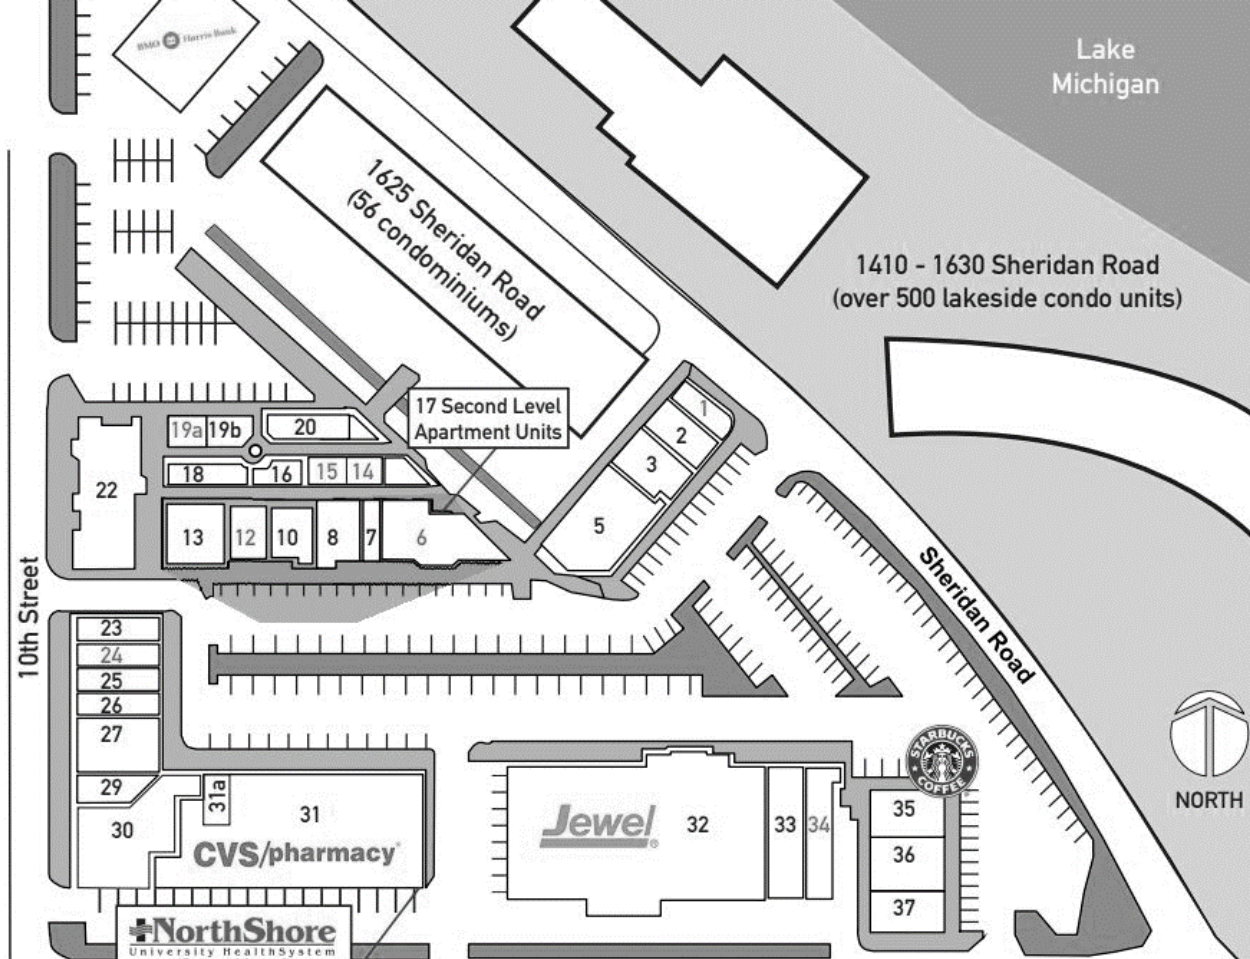 BMO Harris Bank
Lake
Michigan
1625 Sheridan Road
(56 condominiums)
1410 - 1630 Sheridan Road
(over 500 lakeside condo units)
17 Second Level
Apartment Units
1
2
3
5
19a
19b
20
18
16
15
14
22
13
12
10
8
7
6
10th Street
Sheridan Road
23
24
25
26
27
29
30
31a
31
CVS/pharmacy
Jewel
®
32
33
34
STARBUCKS
COFFEE
35
36
37
NORTH
NorthShore
University HealthSystem